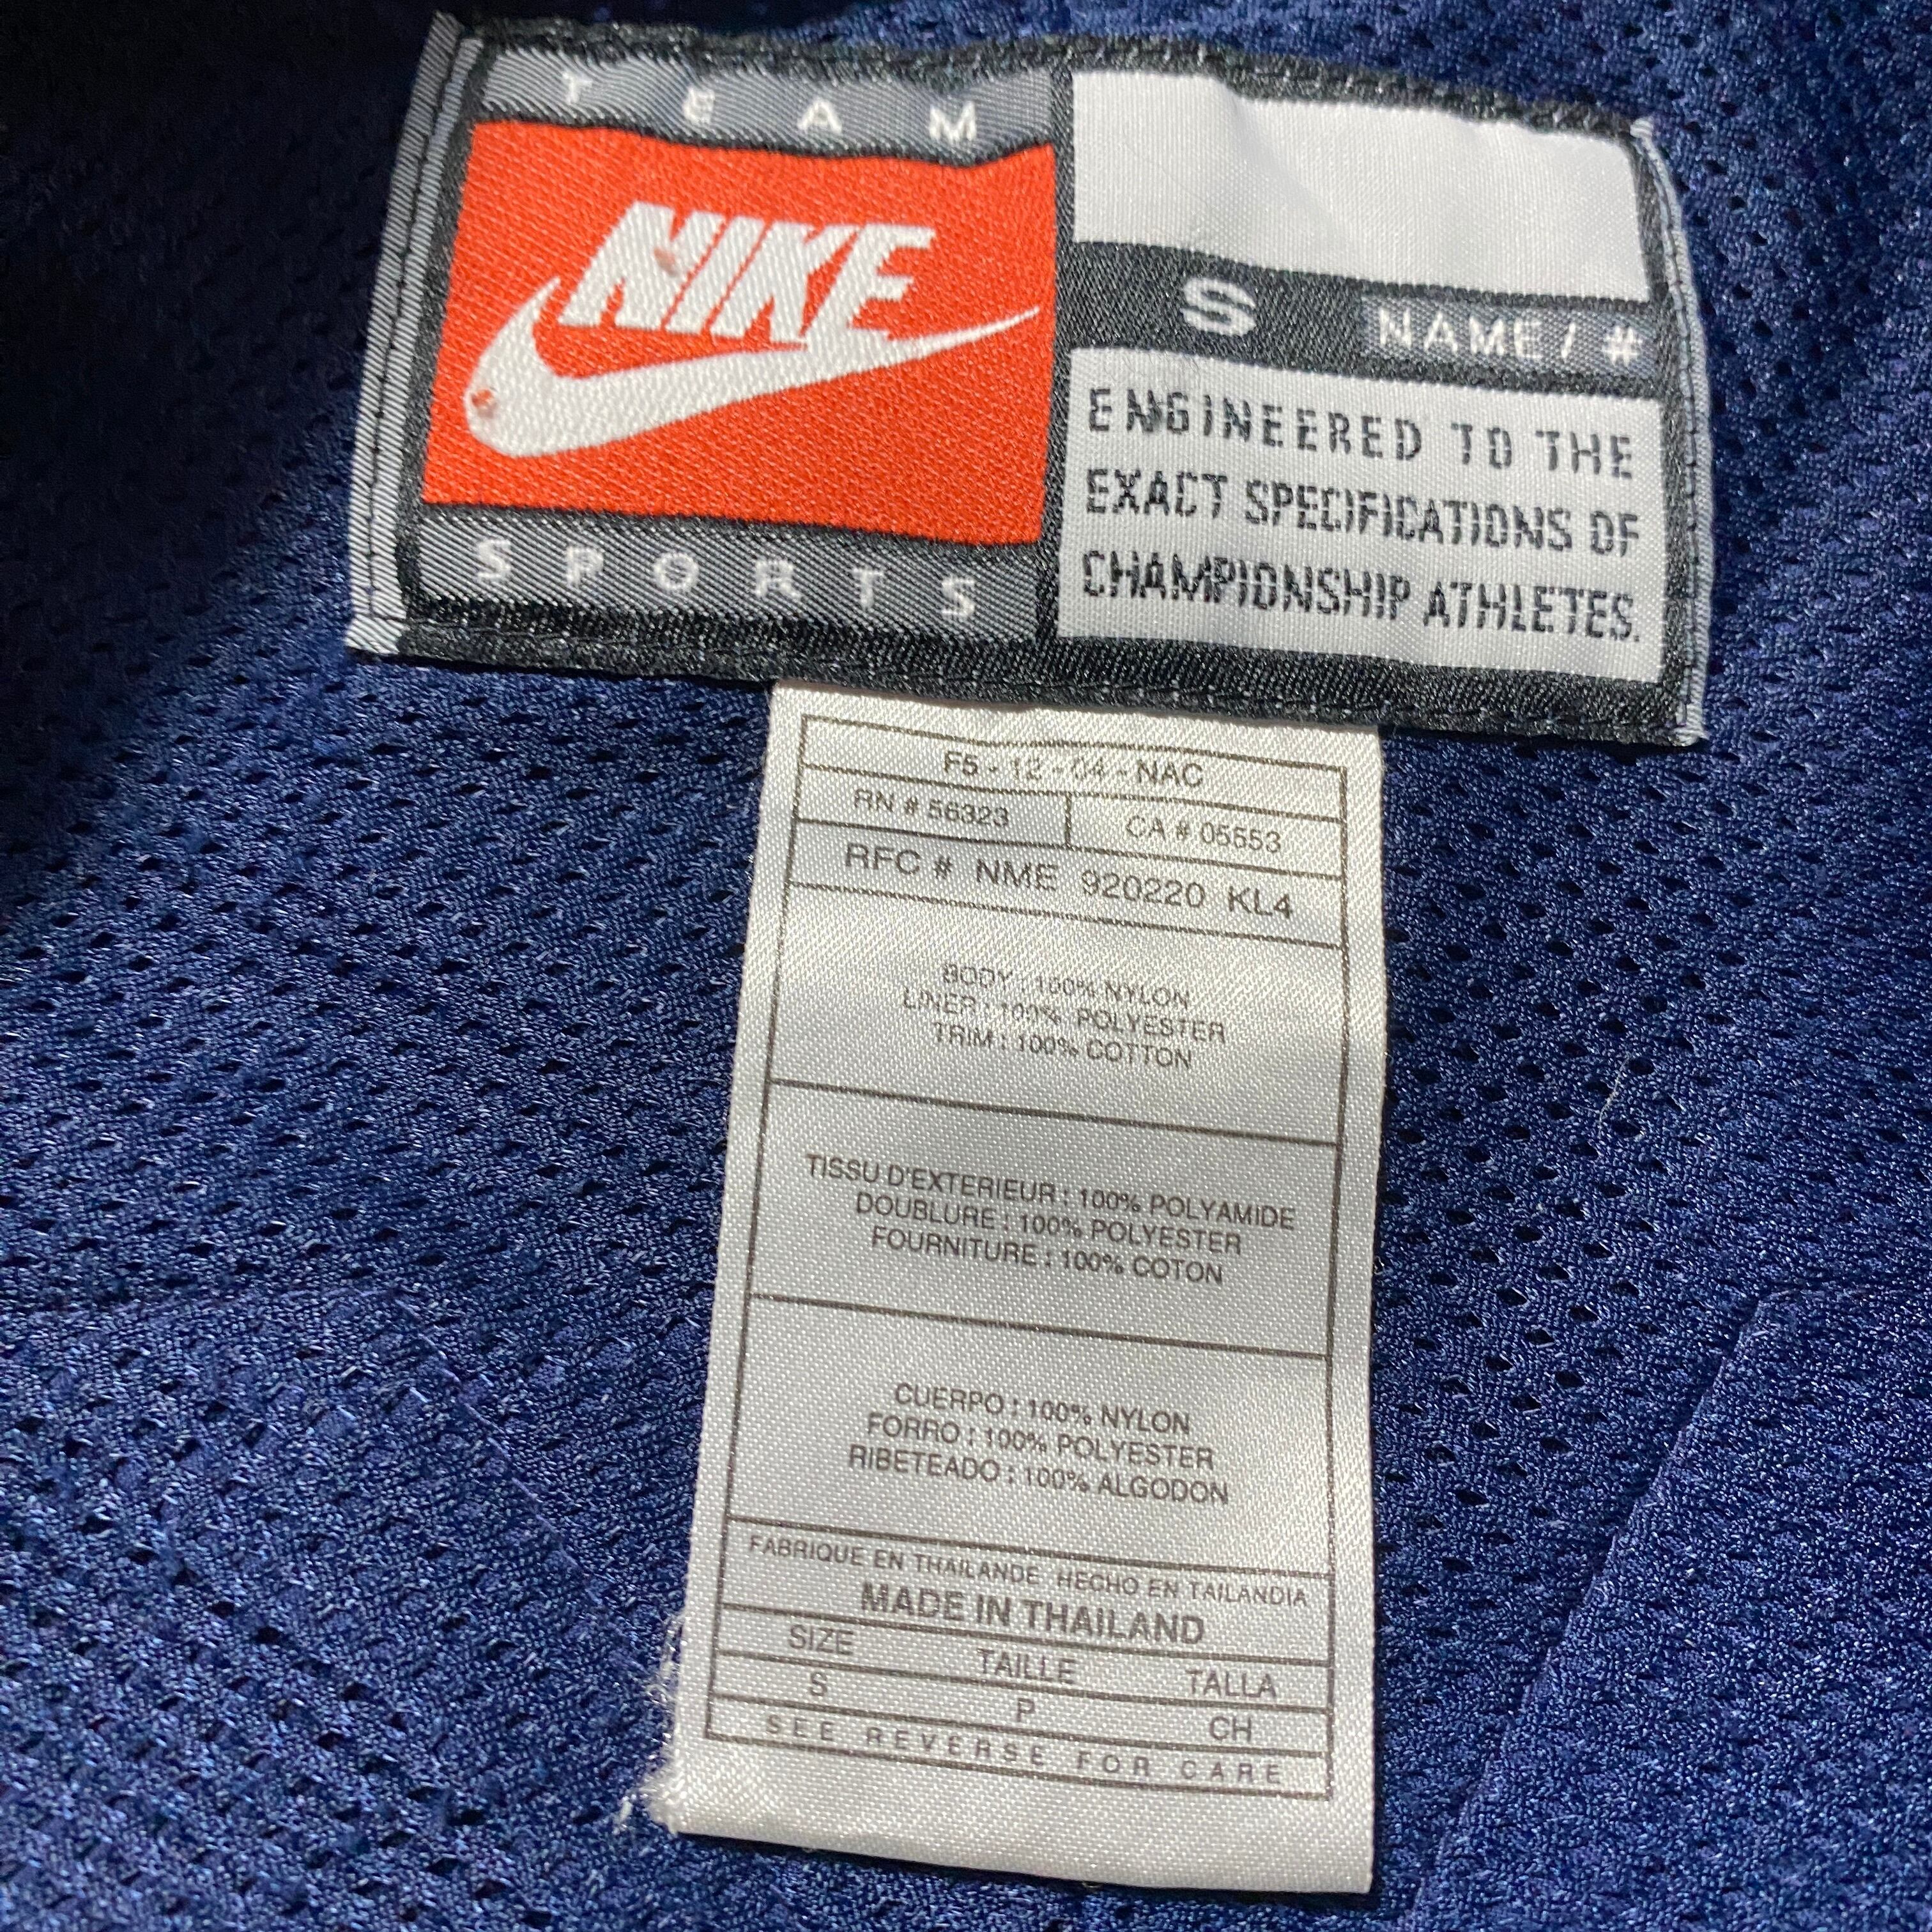 TEAM
NIKE
SPORTS
S NAME / #
ENGINEERED TO THE
EXACT SPECIFICATIONS OF
CHAMPIONSHIP ATHLETES.
F5 - 12 - 04 - NAC
RN # 56323 CA # 05553
RFC # NME 920220 KL4
BODY : 100% NYLON
LINER : 100% POLYESTER
TRIM : 100% COTTON
TISSU D'EXTERIEUR : 100% POLYAMIDE
DOUBLURE : 100% POLYESTER
FOURNITURE : 100% COTON
CUERPO : 100% NYLON
FORRO : 100% POLYESTER
RIBETEADO : 100% ALGODON
FABRIQUE EN THAILANDE HECHO EN TAILANDIA
MADE IN THAILAND
SIZE TAILLE TALLA
S P CH
SEE REVERSE FOR CARE